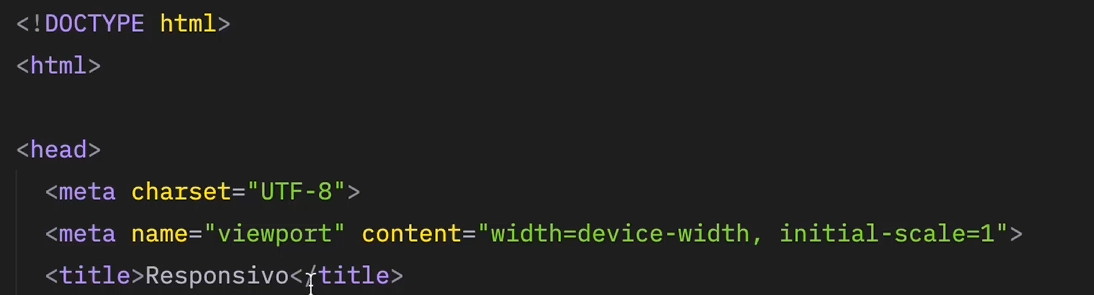 <!DOCTYPE html>
<html>
<head>
<meta charset="UTF-8">
<meta name="viewport" content="width=device-width, initial-scale=1">
<title>Responsivo</title>